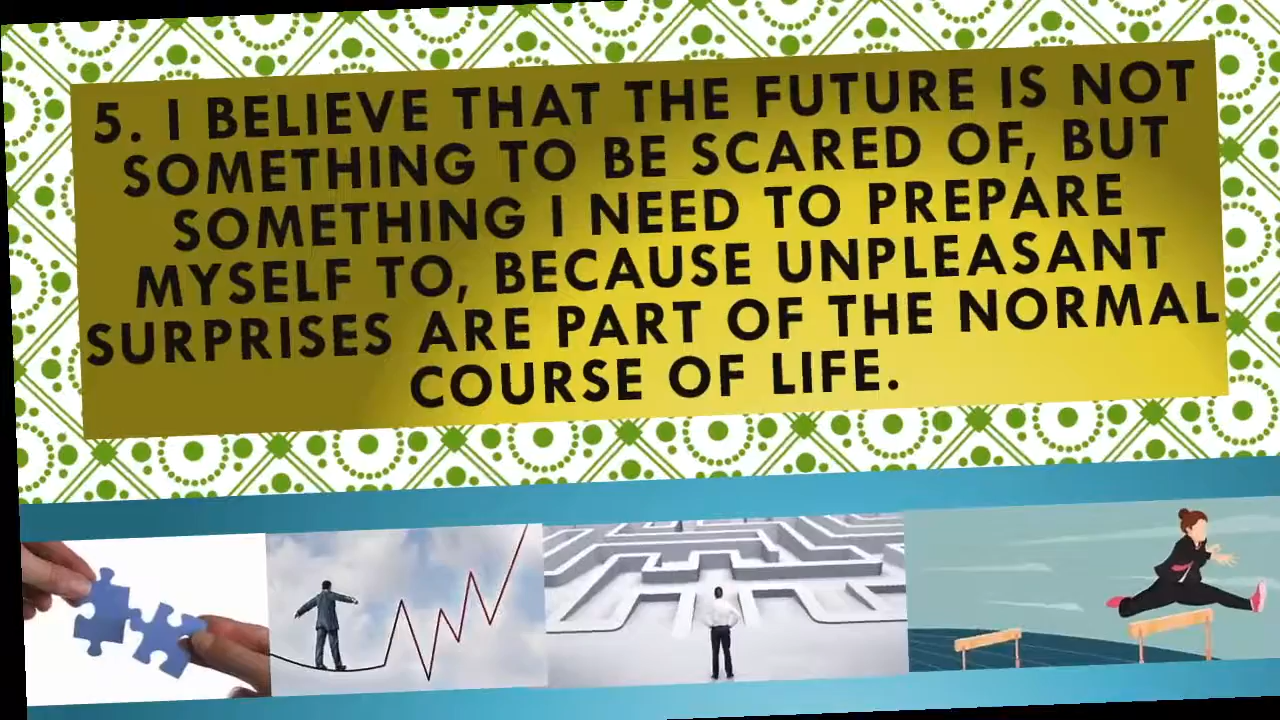 5. I BELIEVE THAT THE FUTURE IS NOT
SOMETHING TO BE SCARED OF, BUT
SOMETHING I NEED TO PREPARE
MYSELF TO, BECAUSE UNPLEASANT
SURPRISES ARE PART OF THE NORMAL
COURSE OF LIFE.